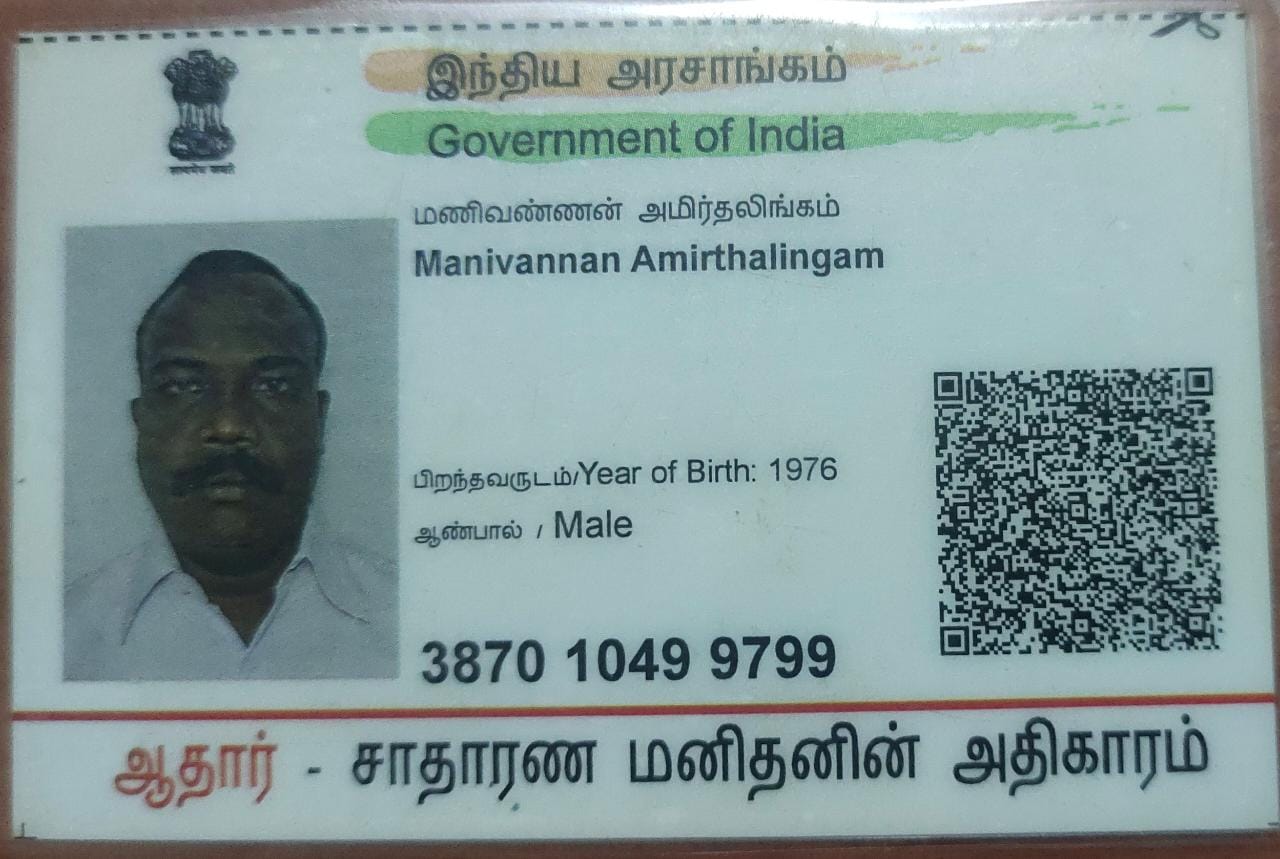 இந்திய அரசாங்கம்
Government of India
மணிவண்ணன் அமிர்தலிங்கம்
Manivannan Amirthalingam
பிறந்தவருடம்/Year of Birth: 1976
ஆண்பால் / Male
3870 1049 9799
ஆதார் - சாதாரண மனிதனின் அதிகாரம்